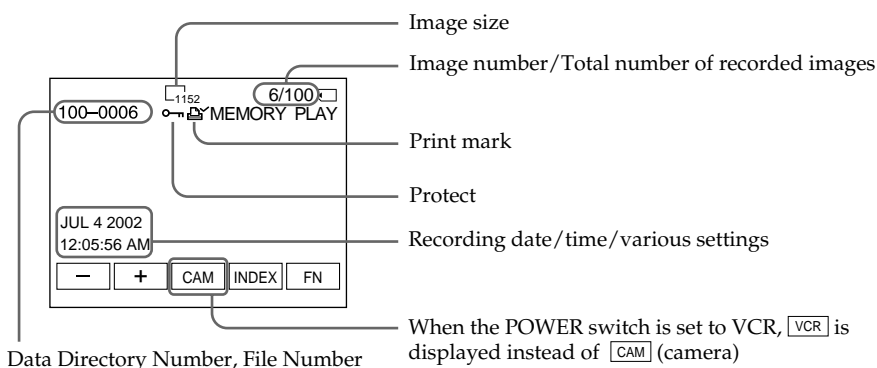 Image size
Image number/Total number of recorded images
1152
6/100
100–0006
MEMORY PLAY
Print mark
Protect
JUL 4 2002
12:05:56 AM
Recording date/time/various settings
– + CAM INDEX FN
When the POWER switch is set to VCR, VCR is
displayed instead of CAM (camera)
Data Directory Number, File Number